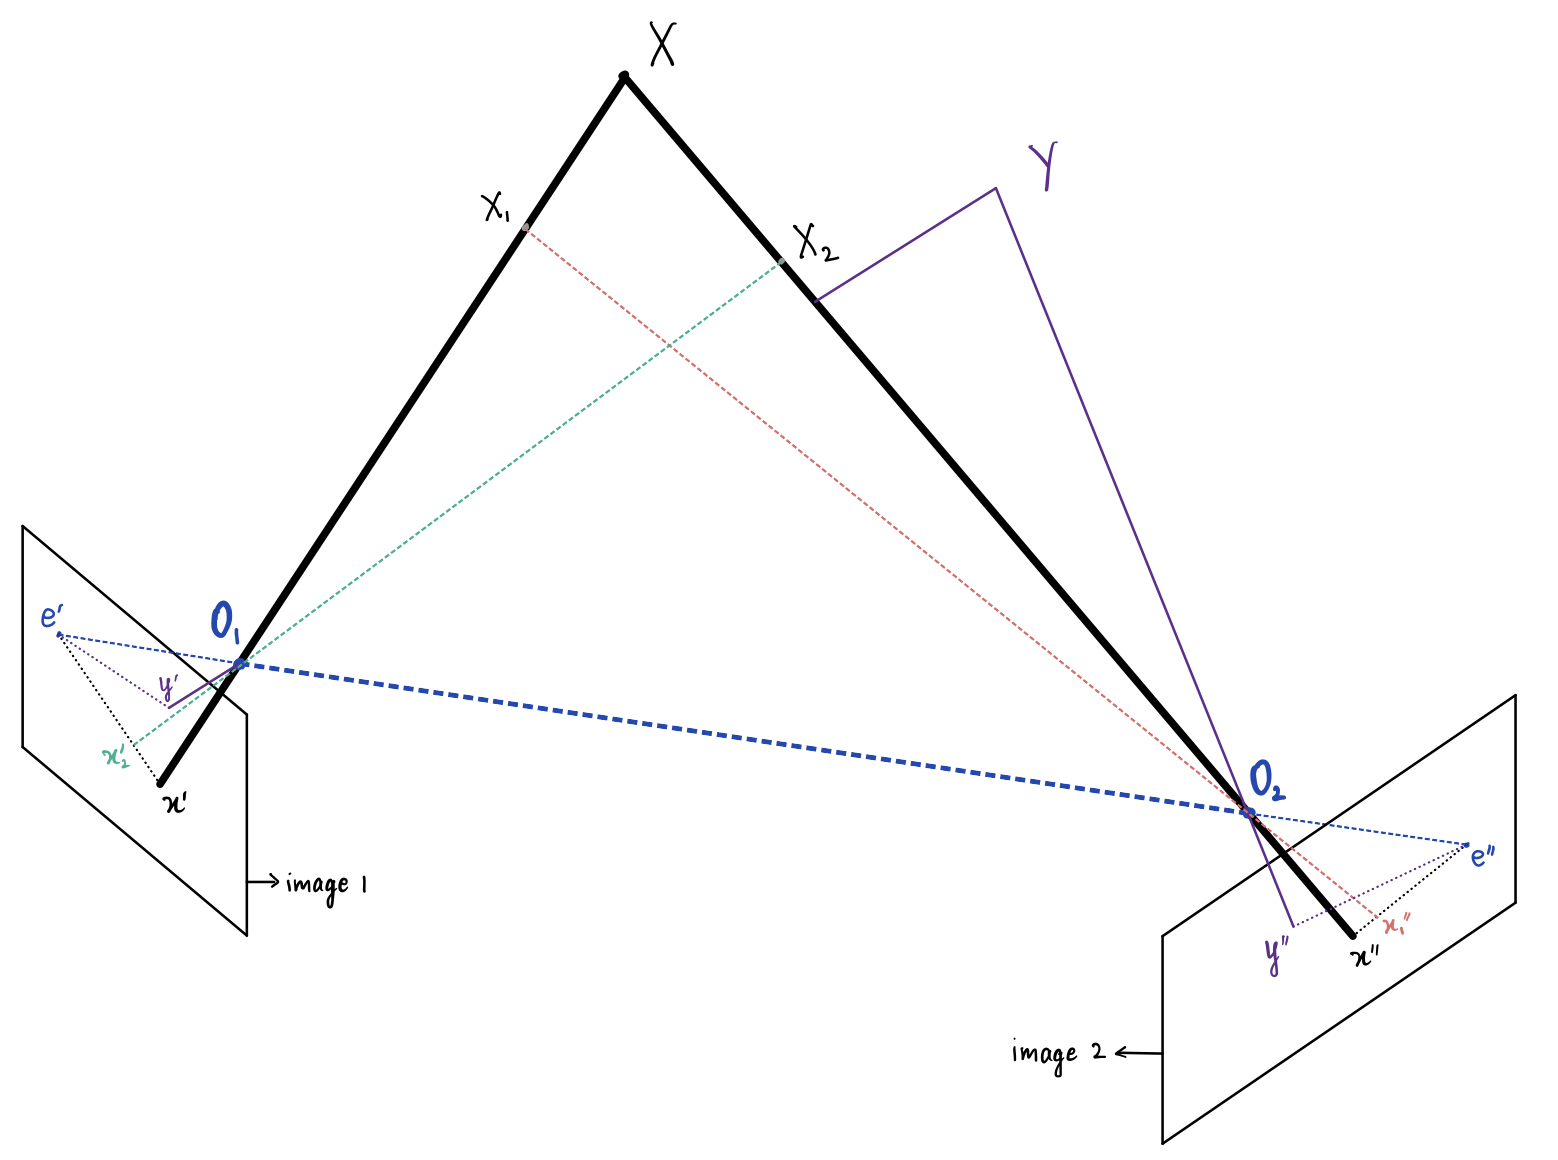 X
Y
X₁
X₂
O₁
e'
y'
x₂'
x'
image 1
O₂
e''
x₁''
y''
x''
image 2